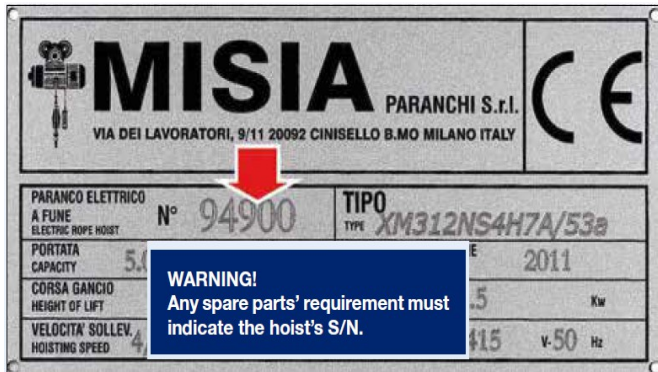 MISIA PARANCHI S.r.l.
VIA DEI LAVORATORI, 9/11 20092 CINISELLO B.MO MILANO ITALY
CE
PARANCO ELETTRICO
A FUNE
ELECTRIC ROPE HOIST
N° 94900
TIPO
TYPE XM312NS4H7A/53a
PORTATA
CAPACITY
2011
CORSA GANCIO
HEIGHT OF LIFT
Kw
VELOCITA' SOLLEV.
HOISTING SPEED
V-50 Hz
WARNING!
Any spare parts' requirement must
indicate the hoist's S/N.